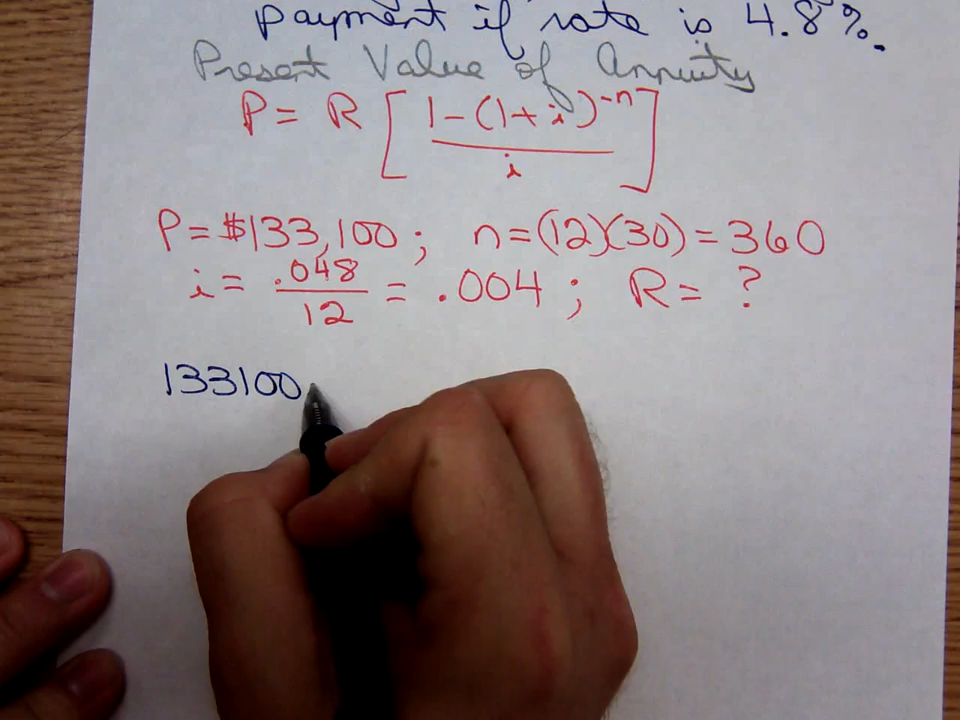 payment if rate is 4.8%.
Present Value of Annuity
P = R [ 1-(1+i)^-n / i ]
P = $133,100 ; n = (12)(30) = 360
i = .048 / 12 = .004 ; R = ?
133100